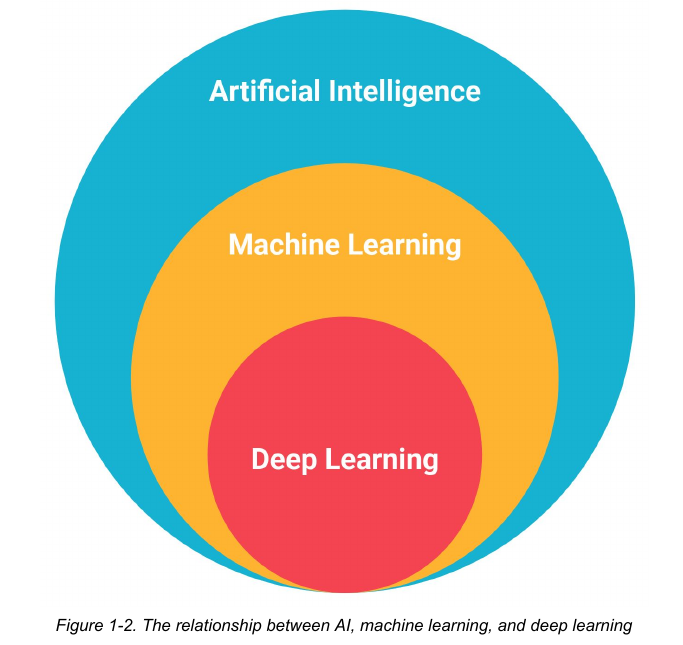 Artificial Intelligence
Machine Learning
Deep Learning
Figure 1-2. The relationship between AI, machine learning, and deep learning